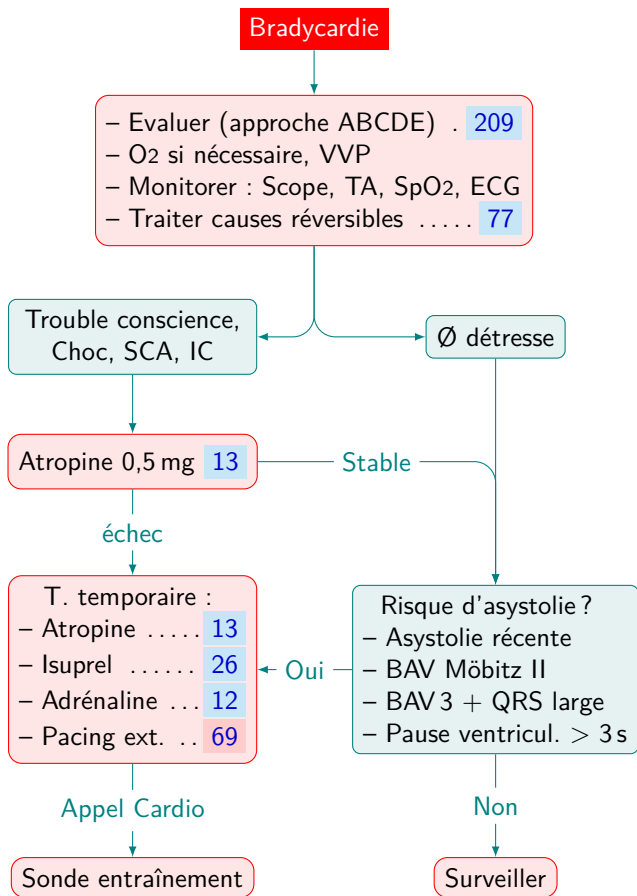 Bradycardie
– Evaluer (approche ABCDE) . 209
– O2 si nécessaire, VVP
– Monitorer : Scope, TA, SpO2, ECG
– Traiter causes réversibles ..... 77
Trouble conscience,
Choc, SCA, IC
Ø détresse
Atropine 0,5 mg 13
Stable
échec
T. temporaire :
– Atropine ..... 13
– Isuprel ...... 26
– Adrénaline ... 12
– Pacing ext. .. 69
Oui
Risque d'asystolie ?
– Asystolie récente
– BAV Möbitz II
– BAV 3 + QRS large
– Pause ventricul. > 3 s
Appel Cardio
Non
Sonde entraînement
Surveiller